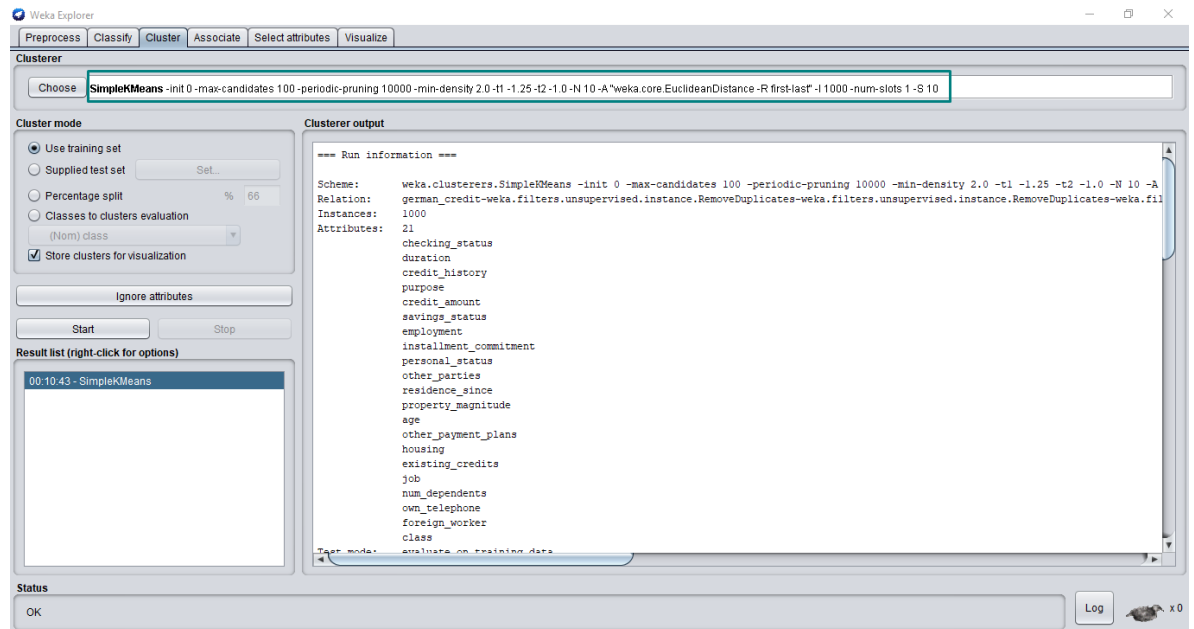 Weka Explorer
Preprocess Classify Cluster Associate Select attributes Visualize
Clusterer
Choose SimpleKMeans -init 0 -max-candidates 100 -periodic-pruning 10000 -min-density 2.0 -t1 -1.25 -t2 -1.0 -N 10 -A "weka.core.EuclideanDistance -R first-last" -I 1000 -num-slots 1 -S 10
Cluster mode
Use training set
Supplied test set Set...
Percentage split % 66
Classes to clusters evaluation
(Nom) class
Store clusters for visualization
Ignore attributes
Start Stop
Result list (right-click for options)
00:10:43 - SimpleKMeans
Clusterer output
=== Run information ===
Scheme: weka.clusterers.SimpleKMeans -init 0 -max-candidates 100 -periodic-pruning 10000 -min-density 2.0 -t1 -1.25 -t2 -1.0 -N 10 -A
Relation: german_credit-weka.filters.unsupervised.instance.RemoveDuplicates-weka.filters.unsupervised.instance.RemoveDuplicates-weka.fil
Instances: 1000
Attributes: 21
checking_status
duration
credit_history
purpose
credit_amount
savings_status
employment
installment_commitment
personal_status
other_parties
residence_since
property_magnitude
age
other_payment_plans
housing
existing_credits
job
num_dependents
own_telephone
foreign_worker
class
Test mode: evaluate on training data
Status
OK
Log x 0